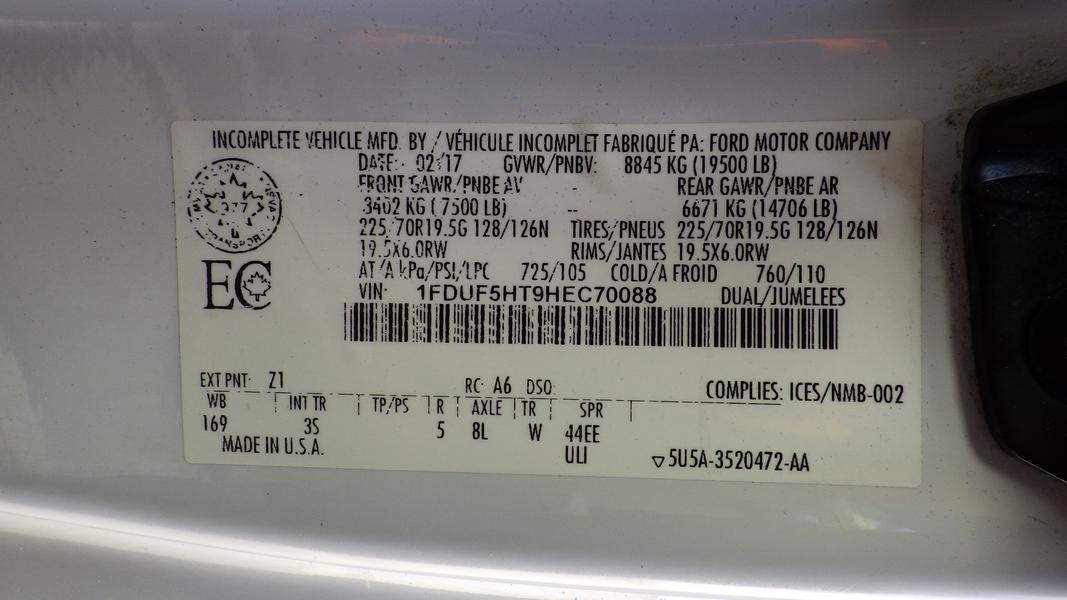 INCOMPLETE VEHICLE MFD. BY / VÉHICULE INCOMPLET FABRIQUÉ PA: FORD MOTOR COMPANY
DATE: 02/17 GVWR/PNBV: 8845 KG (19500 LB)
FRONT GAWR/PNBE AV -- REAR GAWR/PNBE AR
3402 KG (7500 LB) -- 6671 KG (14706 LB)
225/70R19.5G 128/126N TIRES/PNEUS 225/70R19.5G 128/126N
19.5X6.0RW RIMS/JANTES 19.5X6.0RW
AT/A kPa/PSI/LPC 725/105 COLD/A FROID 760/110
VIN: 1FDUF5HT9HEC70088 DUAL/JUMELEES
TRANSPORT
EC
EXT PNT: Z1 RC: A6 DSO: COMPLIES: ICES/NMB-002
WB INT TR TP/PS R AXLE TR SPR
169 3S 5 8L W 44EE
MADE IN U.S.A. ULI ▽5U5A-3520472-AA